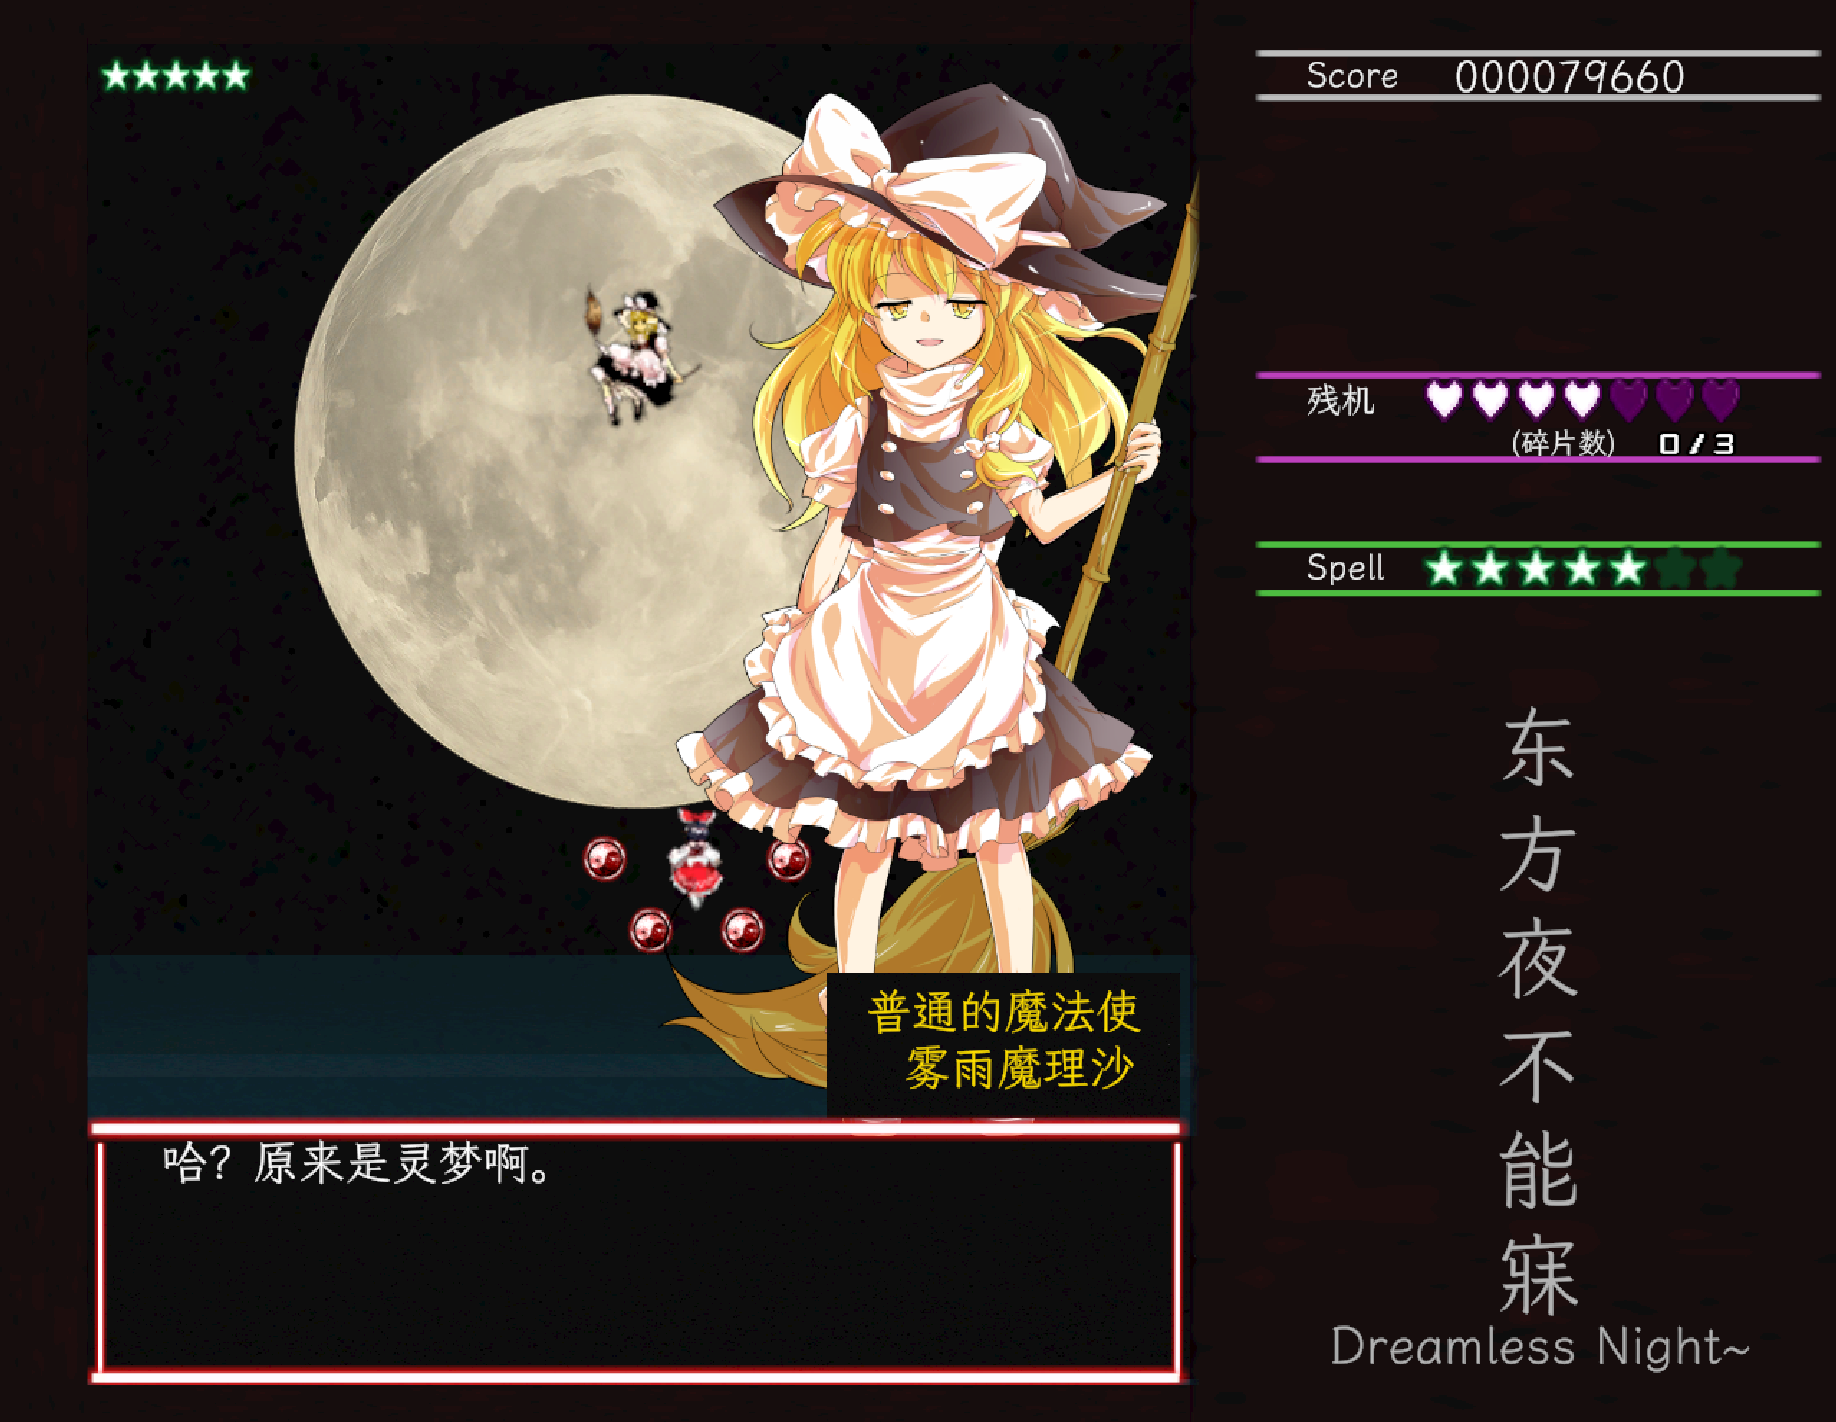 Score 000079660
残机
(碎片数) 0/3
Spell
普通的魔法使
雾雨魔理沙
哈？原来是灵梦啊。
东方夜不能寐
Dreamless Night~